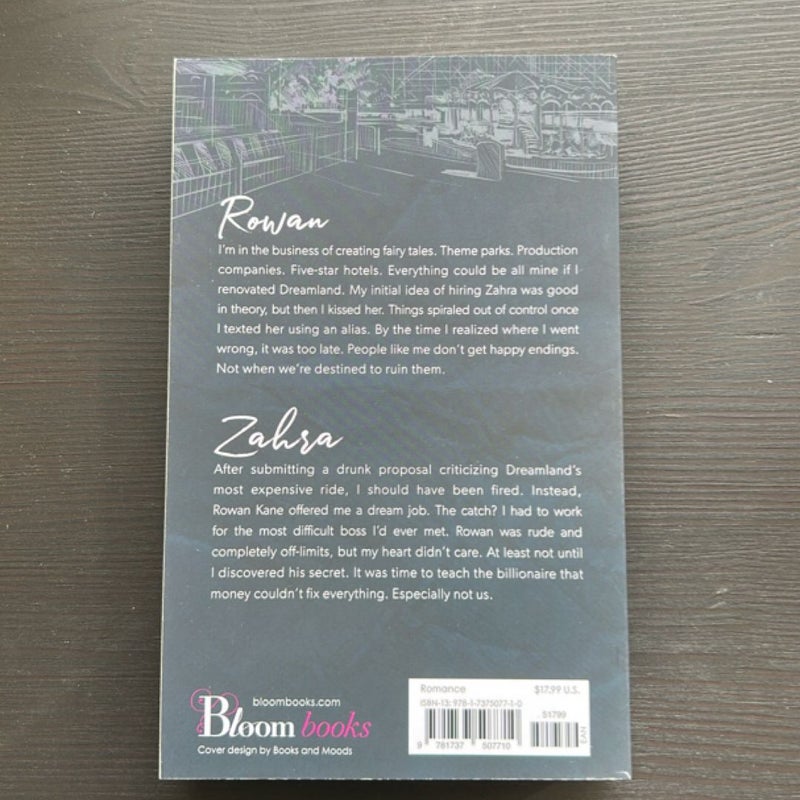 Rowan
I'm in the business of creating fairy tales. Theme parks. Production
companies. Five-star hotels. Everything could be all mine if I
renovated Dreamland. My initial idea of hiring Zahra was good
in theory, but then I kissed her. Things spiraled out of control once
I texted her using an alias. By the time I realized where I went
wrong, it was too late. People like me don't get happy endings.
Not when we're destined to ruin them.
Zahra
After submitting a drunk proposal criticizing Dreamland's
most expensive ride, I should have been fired. Instead,
Rowan Kane offered me a dream job. The catch? I had to work
for the most difficult boss I'd ever met. Rowan was rude and
completely off-limits, but my heart didn't care. At least not until
I discovered his secret. It was time to teach the billionaire that
money couldn't fix everything. Especially not us.
bloombooks.com
Bloom books
Cover design by Books and Moods
Romance $17.99 U.S.
ISBN-13: 978-1-7375077-1-0
51799
EAN
9 781737 507710